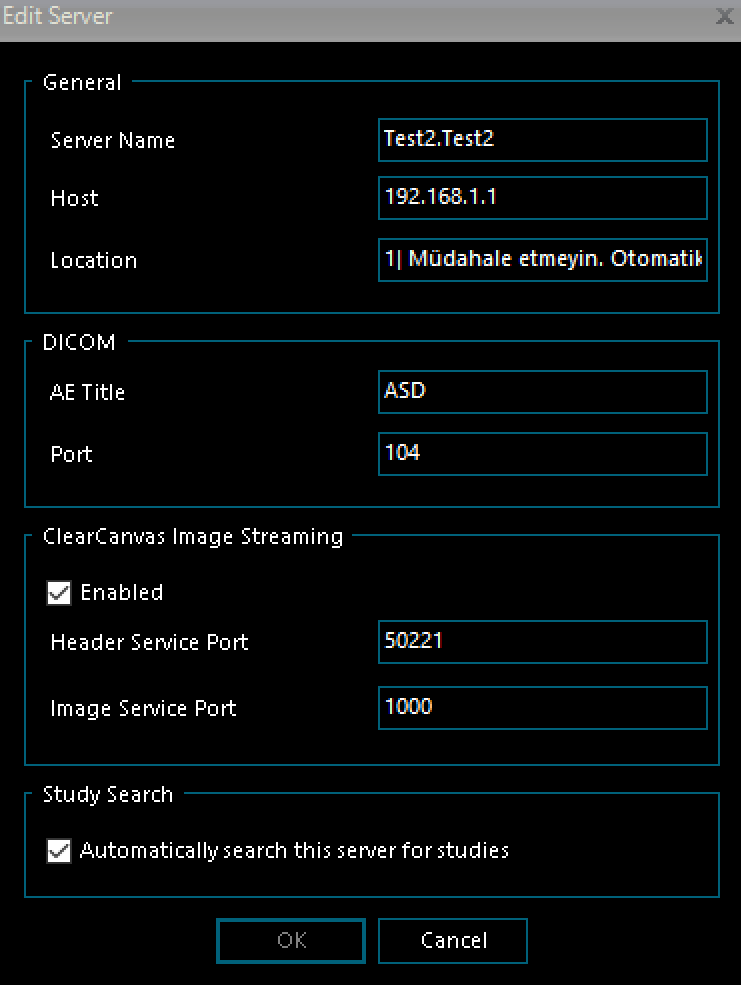 Edit Server
General
Server Name Test2.Test2
Host 192.168.1.1
Location 1| Müdahale etmeyin. Otomatik
DICOM
AE Title ASD
Port 104
ClearCanvas Image Streaming
Enabled
Header Service Port 50221
Image Service Port 1000
Study Search
Automatically search this server for studies
OK Cancel